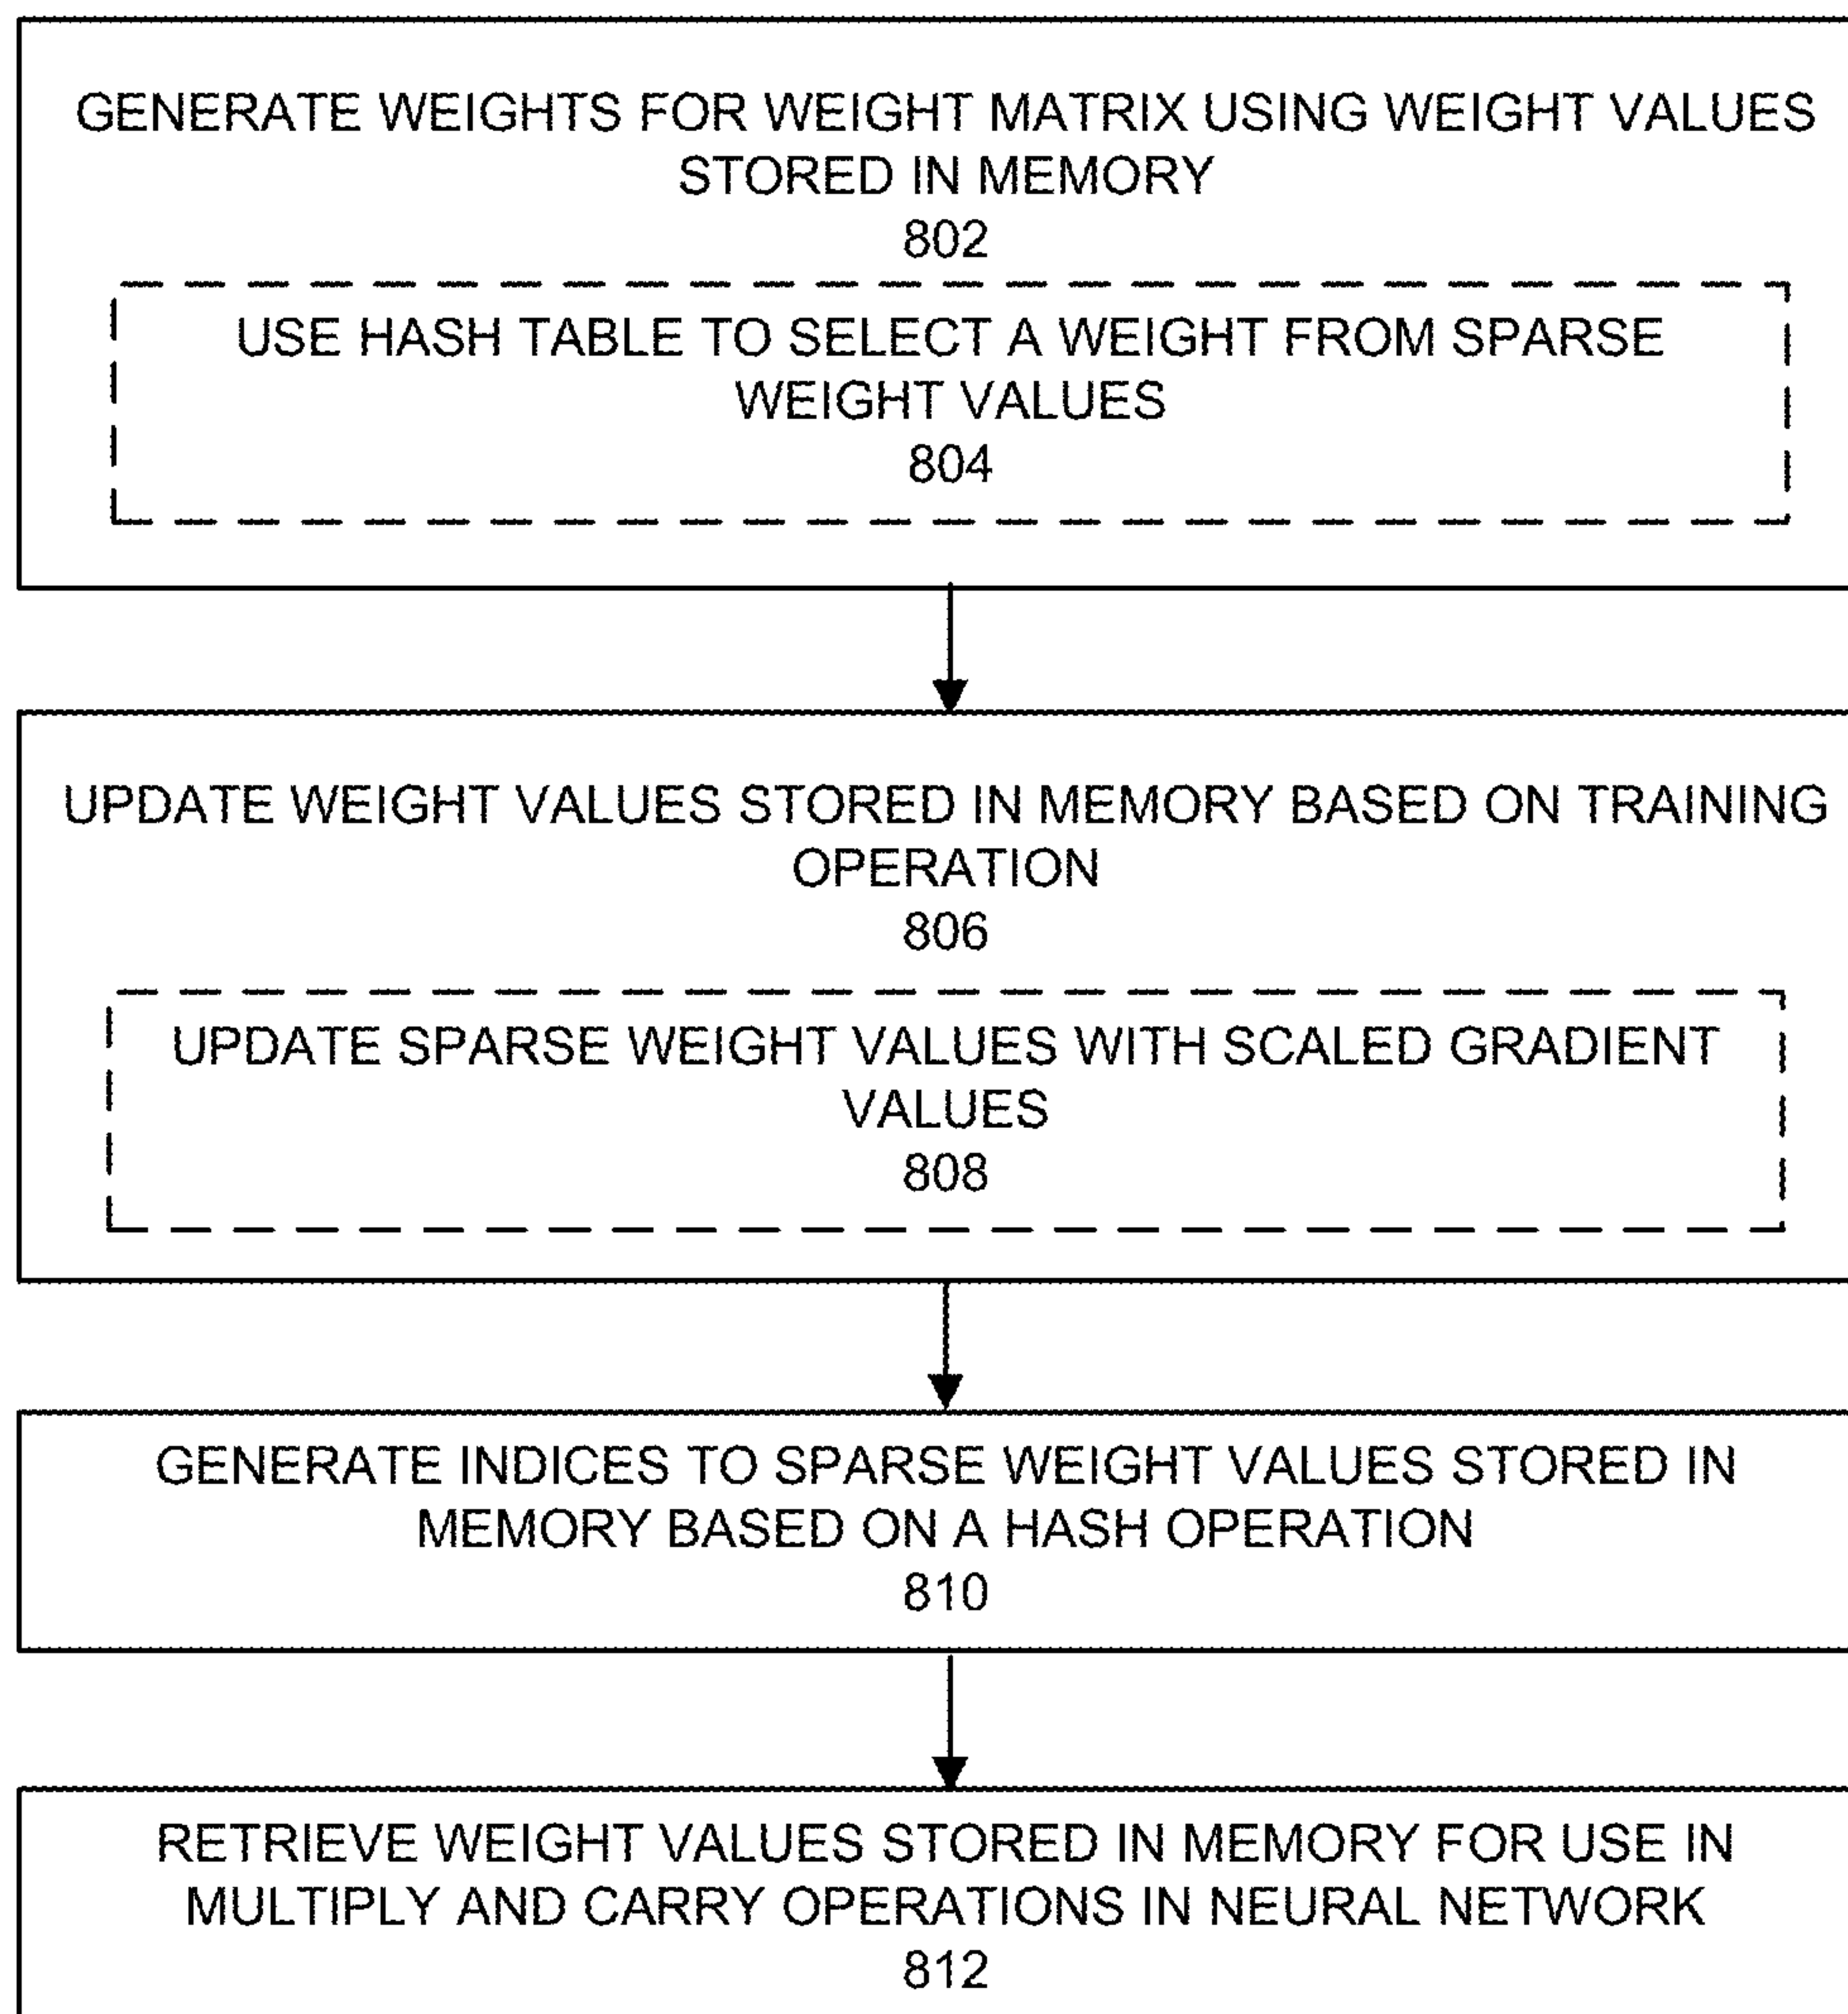 GENERATE WEIGHTS FOR WEIGHT MATRIX USING WEIGHT VALUES
STORED IN MEMORY
802
USE HASH TABLE TO SELECT A WEIGHT FROM SPARSE
WEIGHT VALUES
804
UPDATE WEIGHT VALUES STORED IN MEMORY BASED ON TRAINING
OPERATION
806
UPDATE SPARSE WEIGHT VALUES WITH SCALED GRADIENT
VALUES
808
GENERATE INDICES TO SPARSE WEIGHT VALUES STORED IN
MEMORY BASED ON A HASH OPERATION
810
RETRIEVE WEIGHT VALUES STORED IN MEMORY FOR USE IN
MULTIPLY AND CARRY OPERATIONS IN NEURAL NETWORK
812